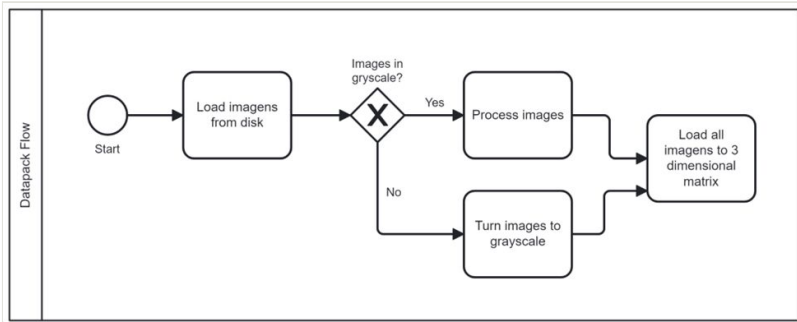 Datapack Flow
Start
Load imagens
from disk
Images in
gryscale?
Yes
No
Process images
Turn images to
grayscale
Load all
imagens to 3
dimensional
matrix